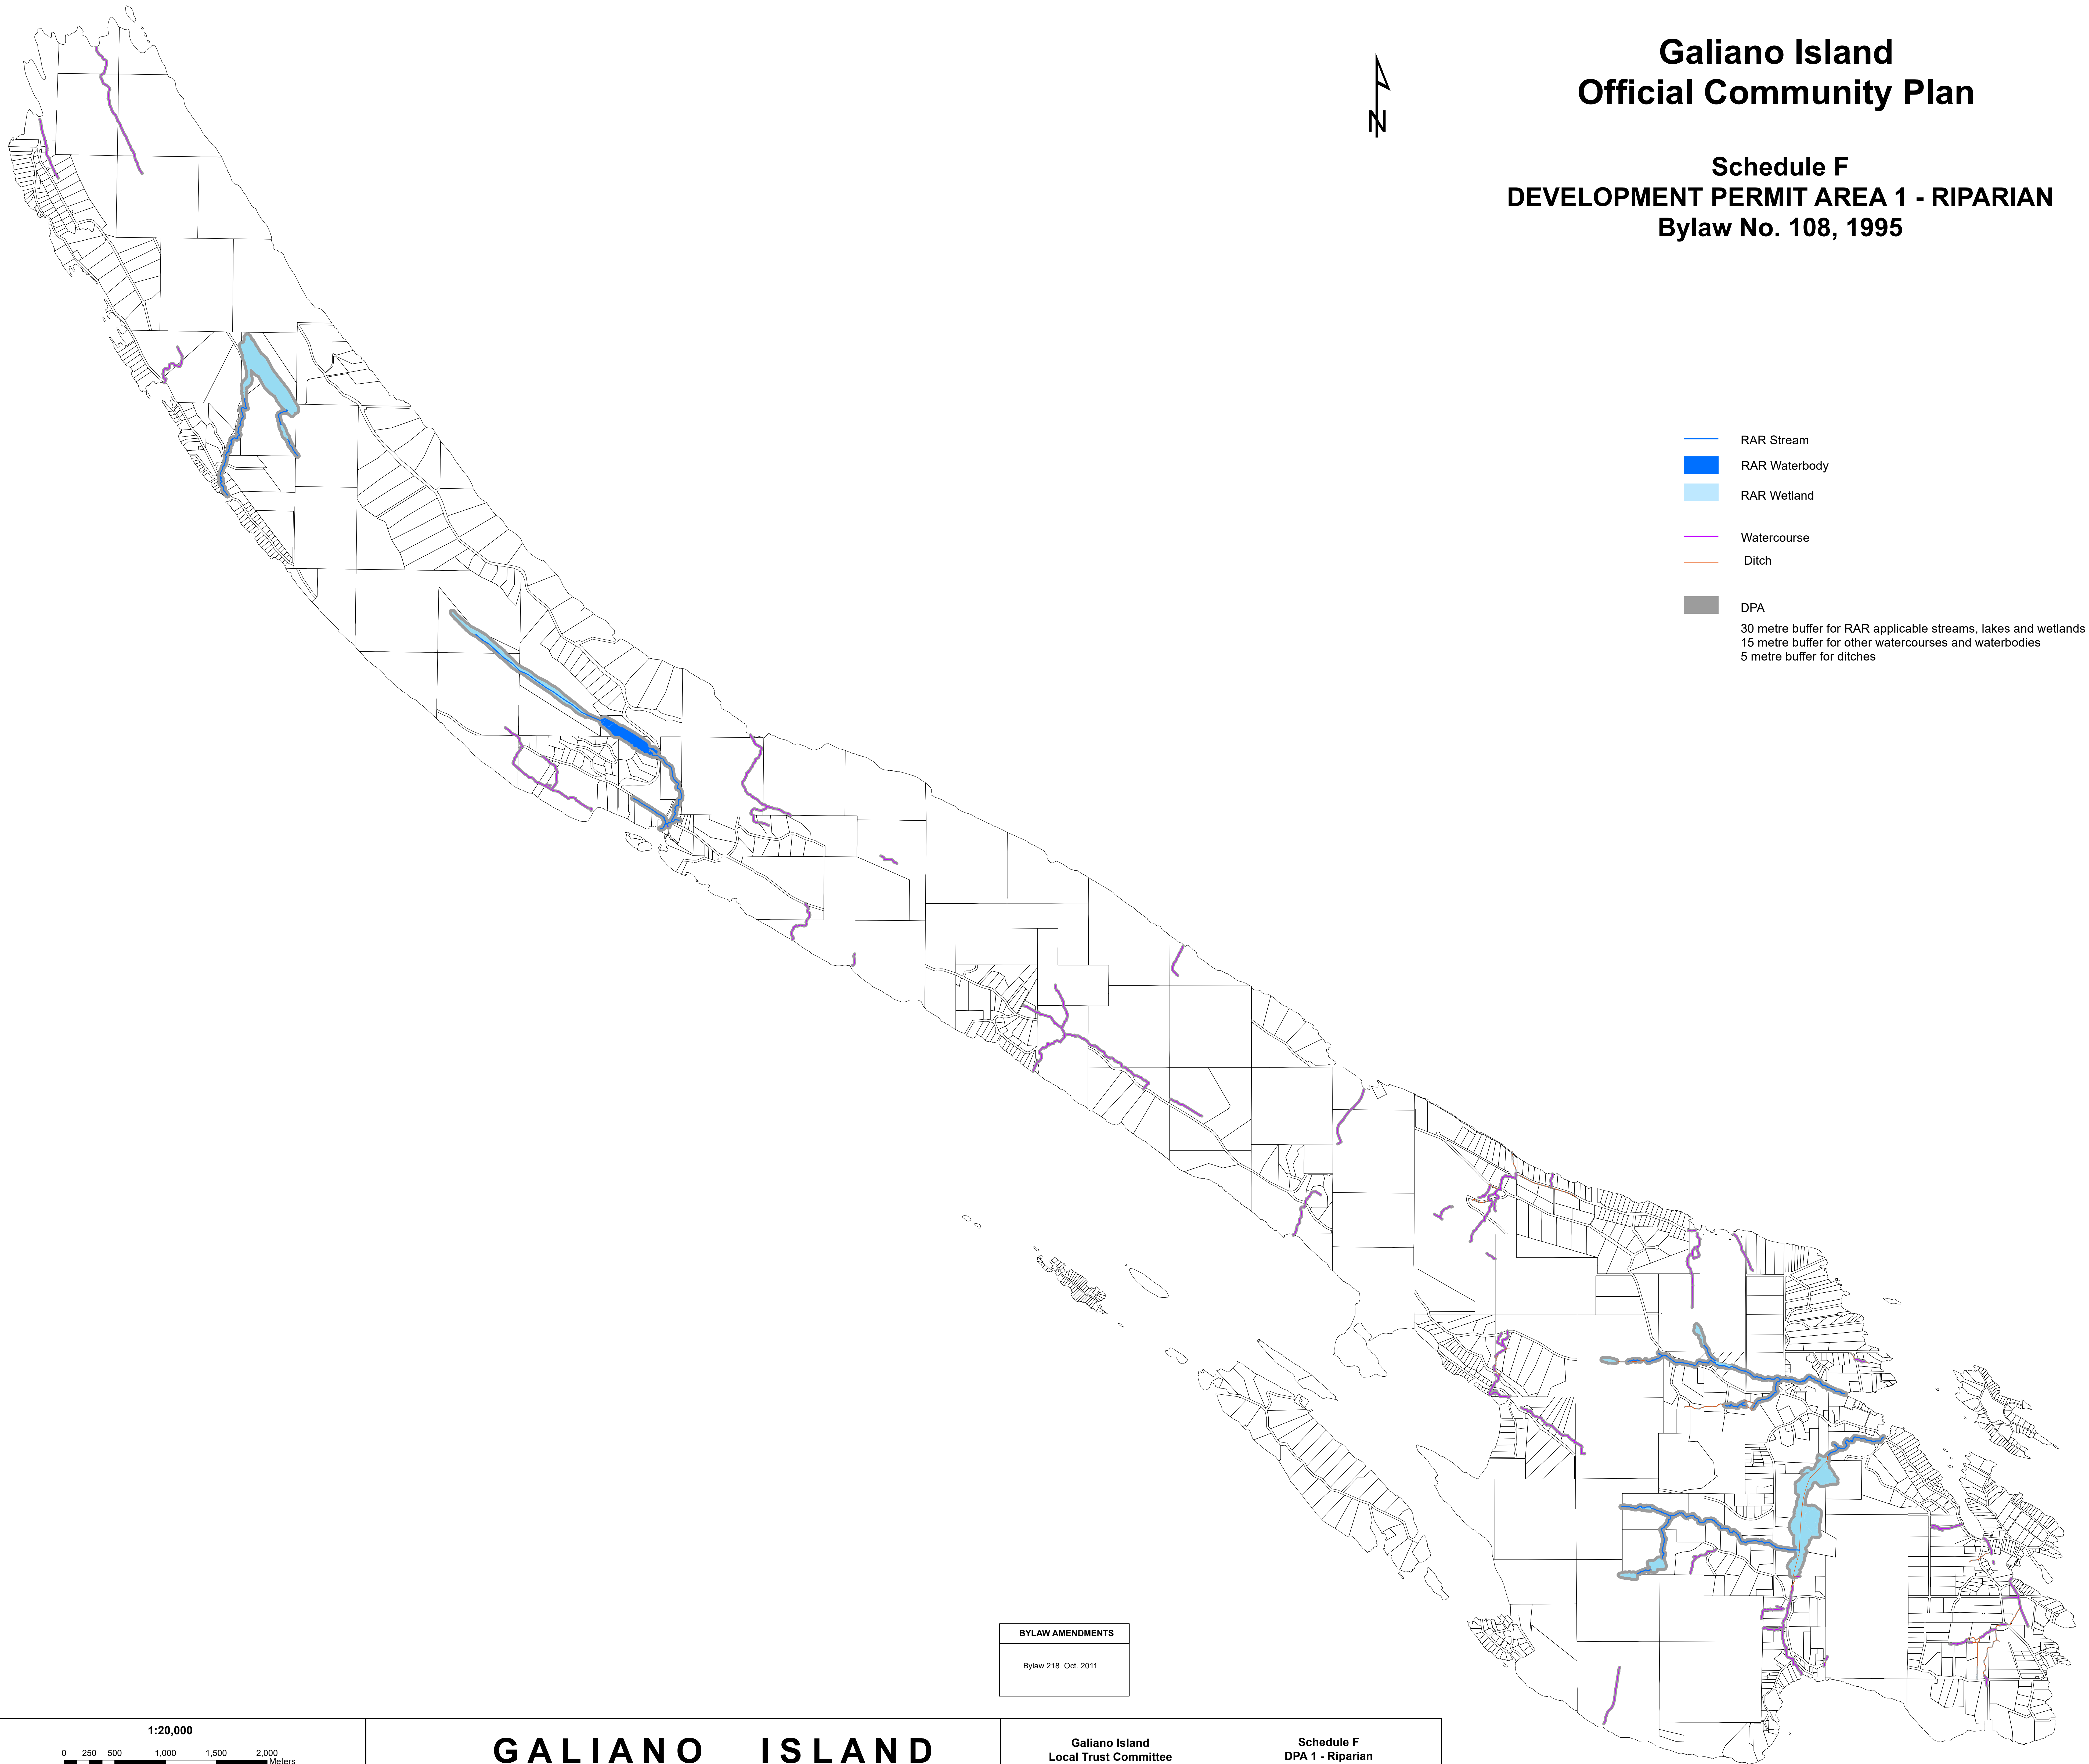 Galiano Island
Official Community Plan
Schedule F
DEVELOPMENT PERMIT AREA 1 - RIPARIAN
Bylaw No. 108, 1995
N
RAR Stream
RAR Waterbody
RAR Wetland
Watercourse
Ditch
DPA
30 metre buffer for RAR applicable streams, lakes and wetlands
15 metre buffer for other watercourses and waterbodies
5 metre buffer for ditches
BYLAW AMENDMENTS
Bylaw 218 Oct. 2011
1:20,000
0 250 500 1,000 1,500 2,000
Meters
GALIANO ISLAND
Galiano Island
Local Trust Committee
Schedule F
DPA 1 - Riparian